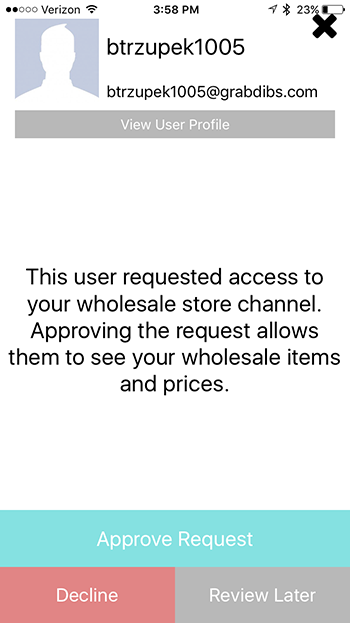 Verizon 3:58 PM 23%
btrzupek1005
btrzupek1005@grabdibs.com
View User Profile
This user requested access to
your wholesale store channel.
Approving the request allows
them to see your wholesale items
and prices.
Approve Request
Decline Review Later